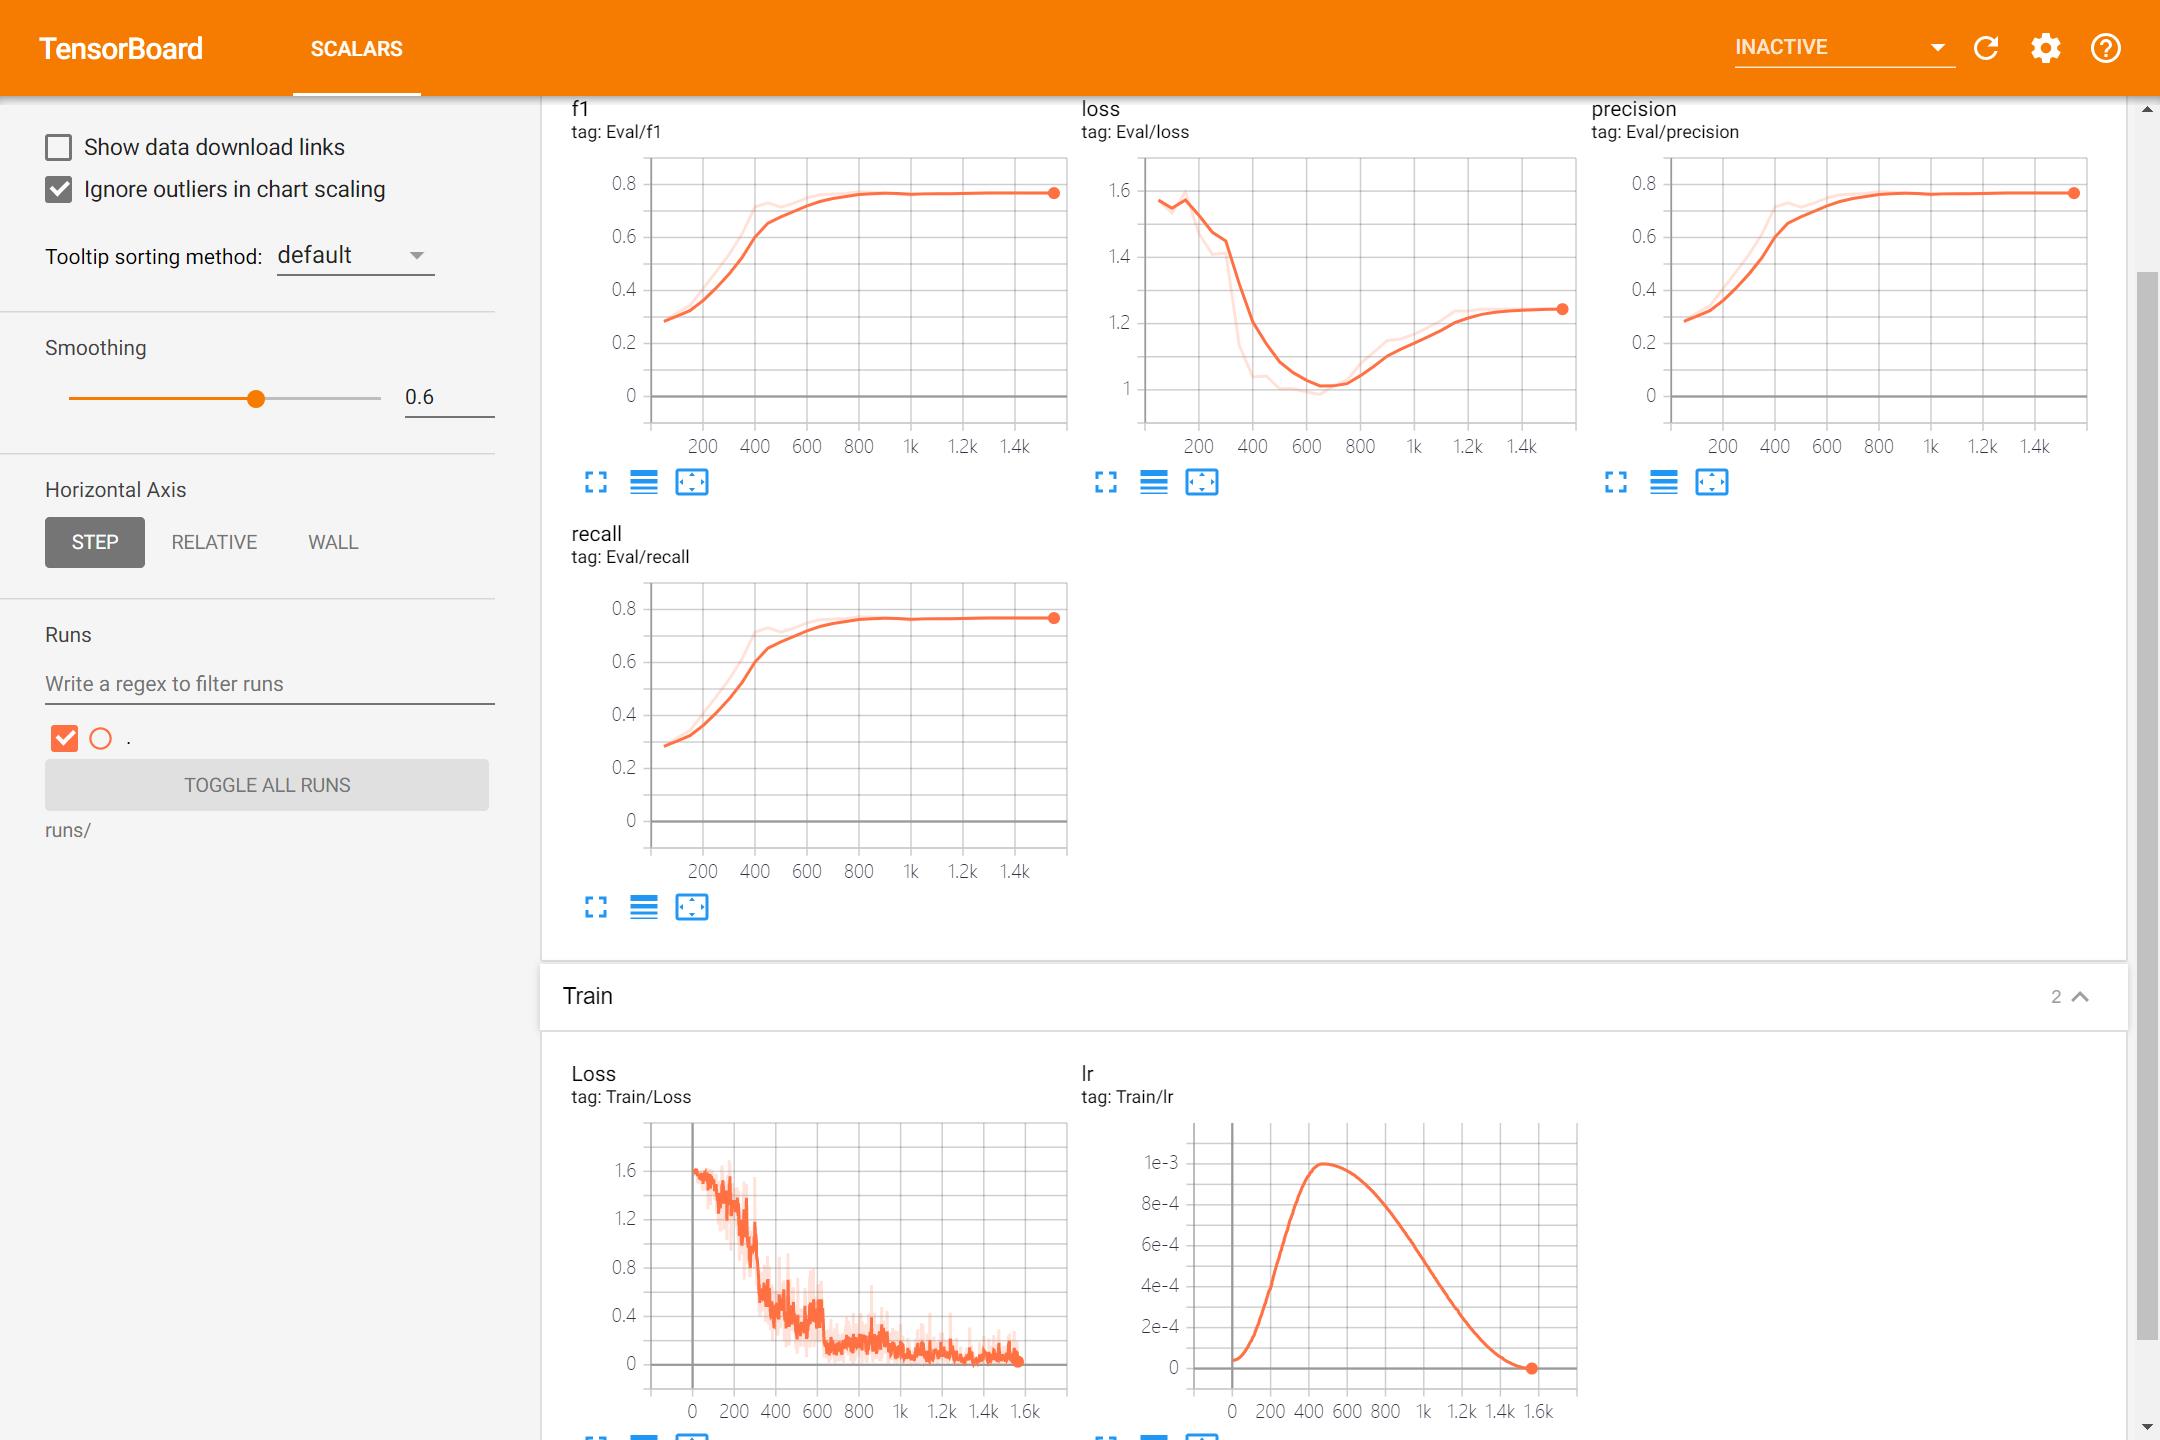 TensorBoard
SCALARS
INACTIVE
Show data download links
Ignore outliers in chart scaling
Tooltip sorting method: default
Smoothing
0.6
Horizontal Axis
STEP RELATIVE WALL
Runs
Write a regex to filter runs
.
TOGGLE ALL RUNS
runs/
f1
tag: Eval/f1
0.8
0.6
0.4
0.2
0
200 400 600 800 1k 1.2k 1.4k
loss
tag: Eval/loss
1.6
1.4
1.2
1
200 400 600 800 1k 1.2k 1.4k
precision
tag: Eval/precision
0.8
0.6
0.4
0.2
0
200 400 600 800 1k 1.2k 1.4k
recall
tag: Eval/recall
0.8
0.6
0.4
0.2
0
200 400 600 800 1k 1.2k 1.4k
Train
2
Loss
tag: Train/Loss
1.6
1.2
0.8
0.4
0
0 200 400 600 800 1k 1.2k 1.4k 1.6k
lr
tag: Train/lr
1e-3
8e-4
6e-4
4e-4
2e-4
0
0 200 400 600 800 1k 1.2k 1.4k 1.6k